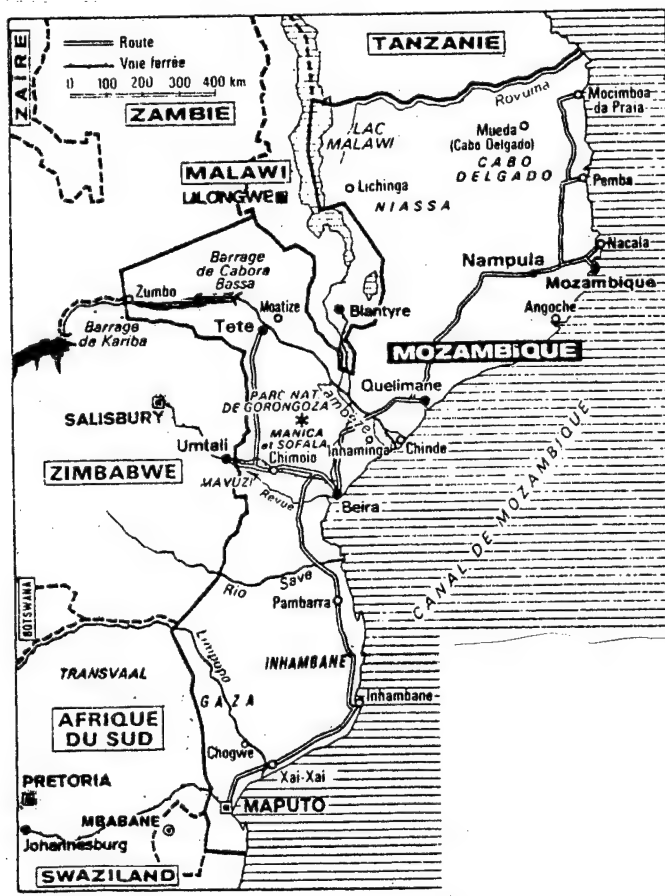 ZAIRE
Route
Voie ferrée
0 100 200 300 400 km
ZAMBIE
TANZANIE
Rovuma
Mocimboa
da Praia
LAC
MALAWI
Mueda
(Cabo Delgado)
CABO
DELGADO
MALAWI
LILONGWE
Lichinga
NIASSA
Pemba
Nacala
Nampula
Mozambique
Angoche
Barrage
de Cabora
Bassa
Zumbo
Moatize
Blantyre
Tete
Barrage
de Kariba
MOZAMBiQUE
Quelimane
PARC NAT.
DE GORONGOZA
Zambèze
SALISBURY
MANICA
et SOFALA
Inhaminga
Chinde
Umtali
Chimoio
ZIMBABWE
MAVUZI
Revue
Beira
CANAL DE MOZAMBIQUE
Rio Save
BOTSWANA
Pambarra
Limpopo
TRANSVAAL
INHAMBANE
GAZA
Inhambane
AFRIQUE
DU SUD
Chogwe
Xai-Xai
PRETORIA
MAPUTO
MBABANE
Johannesburg
SWAZILAND